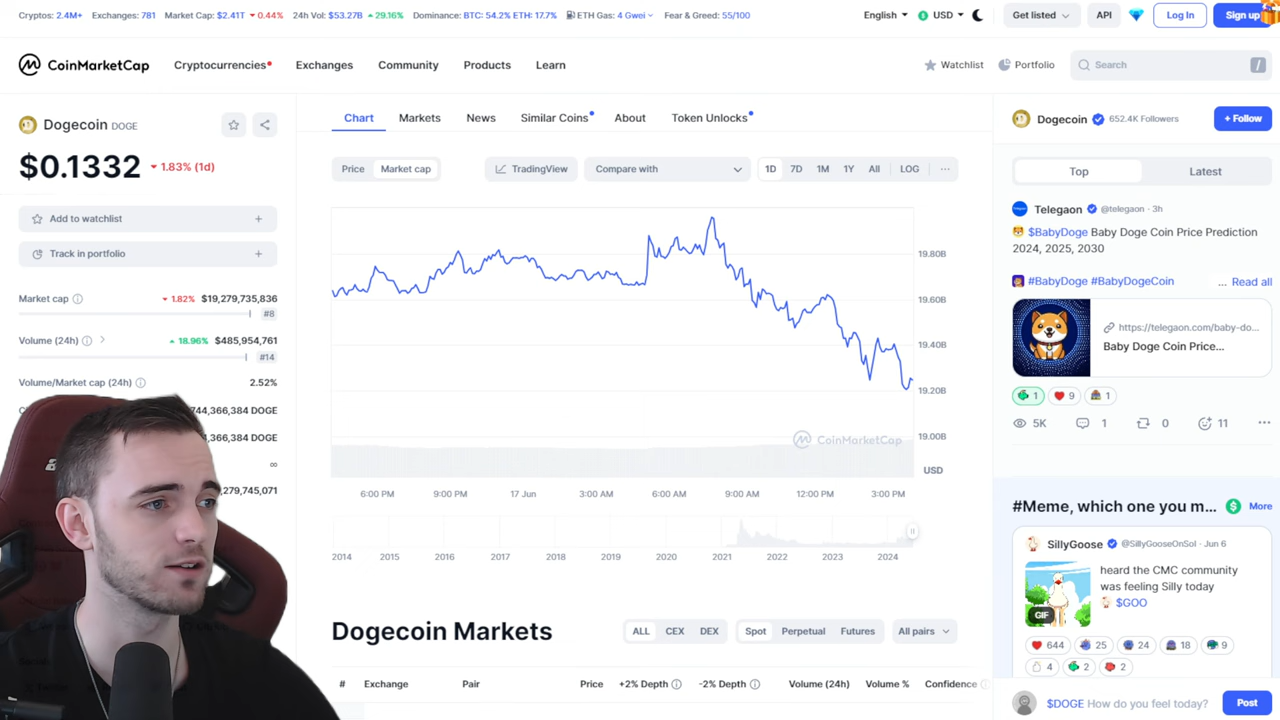 Cryptos: 2.4M+ Exchanges: 781 Market Cap: $2.41T 0.44% 24h Vol: $53.27B 29.16% Dominance: BTC: 54.2% ETH: 17.7% ETH Gas: 4 Gwei Fear & Greed: 55/100
English USD Get listed API Log In Sign up
CoinMarketCap Cryptocurrencies Exchanges Community Products Learn Watchlist Portfolio Search /
Dogecoin DOGE
$0.1332 1.83% (1d)
Add to watchlist +
Track in portfolio +
Market cap 1.82% $19,279,735,836
#8
Volume (24h) 18.96% $485,954,761
#14
Volume/Market cap (24h) 2.52%
744,366,384 DOGE
,366,384 DOGE
∞
,279,745,071
Chart Markets News Similar Coins About Token Unlocks
Price Market cap TradingView Compare with 1D 7D 1M 1Y All LOG ...
19.80B
19.60B
19.40B
19.20B
19.00B
CoinMarketCap
USD
6:00 PM 9:00 PM 17 Jun 3:00 AM 6:00 AM 9:00 AM 12:00 PM 3:00 PM
2014 2015 2016 2017 2018 2019 2020 2021 2022 2023 2024
Dogecoin Markets ALL CEX DEX Spot Perpetual Futures All pairs
# Exchange Pair Price +2% Depth -2% Depth Volume (24h) Volume % Confidence
Dogecoin 652.4K Followers + Follow
Top Latest
Telegaon @telegaon · 3h
$BabyDoge Baby Doge Coin Price Prediction
2024, 2025, 2030
#BabyDoge #BabyDogeCoin ... Read all
https://telegaon.com/baby-do...
Baby Doge Coin Price...
1 9 1
5K 1 0 11 ...
#Meme, which one you m... More
SillyGoose @SillyGooseOnSol · Jun 6
heard the CMC community
was feeling Silly today
$GOO
GIF
644 25 24 18 9
4 2 2
$DOGE How do you feel today? Post